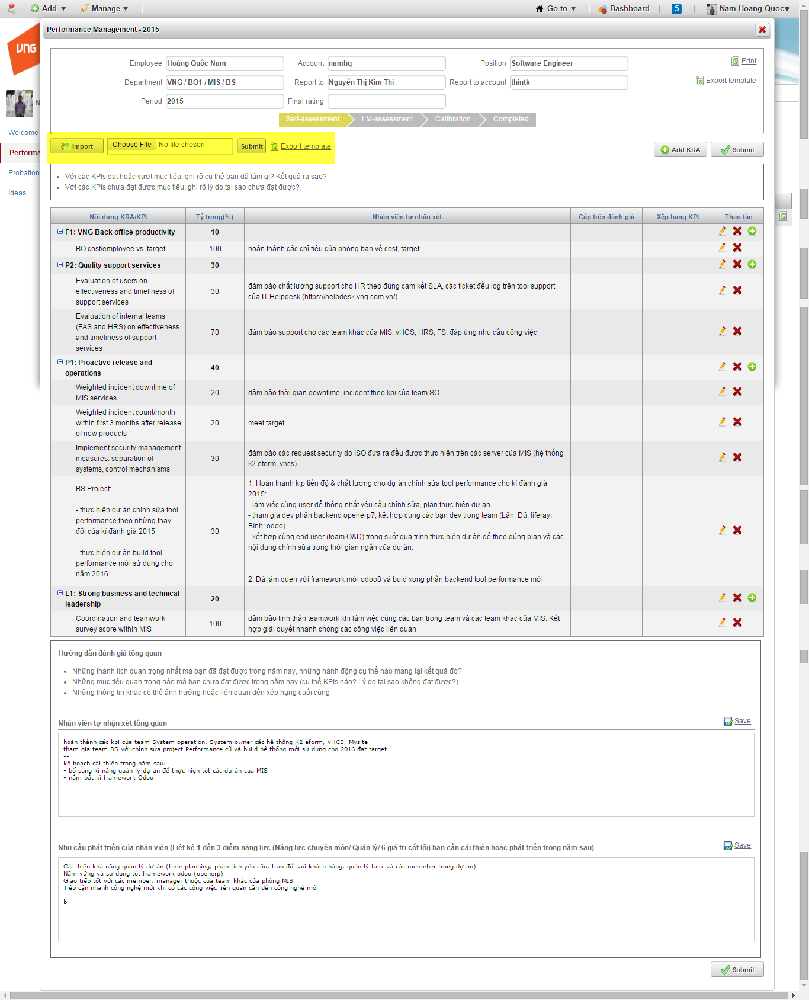 Add ▼ Manage ▼ Go to ▼ Dashboard 5 Nam Hoang Quoc▼
Performance Management - 2015
VNG
Employee Hoàng Quốc Nam Account namhq Position Software Engineer Print
Department VNG / BO1 / MIS / BS Report to Nguyễn Thị Kim Thi Report to account thintk Export template
Period 2015 Final rating
N
Self-assessment LM-assessment Calibration Completed
Welcome
Performa
Probation
Ideas
Import Choose File No file chosen Submit Export template Add KRA Submit
• Với các KPIs đạt hoặc vượt mục tiêu: ghi rõ cụ thể bạn đã làm gì? Kết quả ra sao?
• Với các KPIs chưa đạt được mục tiêu: ghi rõ lý do tại sao chưa đạt được?
Nội dung KRA/KPI Tỷ trọng(%) Nhân viên tự nhận xét Cấp trên đánh giá Xếp hạng KPI Thao tác
F1: VNG Back office productivity 10
BO cost/employee vs. target 100 hoàn thành các chỉ tiêu của phòng ban về cost, target
P2: Quality support services 30
Evaluation of users on
effectiveness and timeliness of
support services
30
đảm bảo chất lương support cho HR theo đúng cam kết SLA, các ticket đều log trên tool support
của IT Helpdesk (https://helpdesk.vng.com.vn/)
Evaluation of internal teams
(FAS and HRS) on effectiveness
and timeliness of support
services
70
đảm bảo support cho các team khác của MIS: vHCS, HRS, FS, đáp ứng nhu cầu công việc
P1: Proactive release and
operations
40
Weighted incident downtime of
MIS services
20
đảm bảo thời gian downtime, incident theo kpi của team SO
Weighted incident count/month
within first 3 months after release
of new products
20
meet target
Implement security management
measures: separation of
systems, control mechanisms
30
đảm bảo các request security do ISO đưa ra đều được thực hiện trên các server của MIS (hệ thống
k2 eform, vhcs)
BS Project:
- thực hiện dự án chỉnh sửa tool
performance theo những thay
đổi của kì đánh giá 2015
- thực hiện dự án build tool
performance mới sử dung cho
năm 2016
30
1. Hoàn thành kịp tiến độ & chất lương cho dự án chỉnh sửa tool performance cho kì đánh giá
2015:
- làm việc cùng user để thống nhất yêu cầu chỉnh sửa, plan thực hiện dự án
- tham gia dev phần backend openerp7, kết hợp cùng các bạn dev trong team (Lân, Dũ: liferay,
Bình: odoo)
- kết hợp cùng end user (team O&D) trong suốt quá trình thực hiện dự án để theo đúng plan và các
nội dung chỉnh sửa trong thời gian ngắn của dự án.
2. Đã làm quen với framework mới odoo8 và buid xong phần backend tool performance mới
L1: Strong business and technical
leadership
20
Coordination and teamwork
survey score within MIS
100
đảm bảo tinh thần teamwork khi làm việc cùng các bạn trong team và các team khác của MIS. Kết
hợp giải quyết nhanh chóng các công việc liên quan
Hướng dẫn đánh giá tổng quan
• Những thành tích quan trọng nhất mà bạn đã đạt được trong năm nay, những hành động cụ thể nào mang lại kết quả đó?
• Những mục tiêu quan trọng nào mà bạn chưa đạt được trong năm nay (cụ thể KPIs nào? Lý do tại sao không đạt được?)
• Những thông tin khác có thể ảnh hưởng hoặc liên quan đến xếp hạng cuối cùng
Nhân viên tự nhận xét tổng quan Save
hoàn thành các kpi của team System operation. System owner các hệ thống K2 eform, vHCS, Mysite
tham gia team BS với chỉnh sửa project Performance cũ và build hệ thống mới sử dụng cho 2016 đạt target
--
kế hoạch cải thiện trong năm sau:
- bổ sung kĩ năng quản lý dự án để thực hiện tốt các dự án của MIS
- nắm bắt kĩ framework Odoo
Nhu cầu phát triển của nhân viên (Liệt kê 1 đến 3 điểm năng lực (Năng lực chuyên môn/ Quản lý/ 6 giá trị cốt lõi) bạn cần cải thiện hoặc phát triển trong năm sau) Save
Cải thiện khả năng quản lý dự án (time planning, phân tích yêu cầu, trao đổi với khách hàng, quản lý task và các memeber trong dự án)
Nắm vững và sử dụng tốt framework odoo (openerp)
Giao tiếp tốt với các member, manager thuộc của team khác của phòng MIS
Tiếp cận nhanh công nghệ mới khi có các công việc liên quan cần đến công nghệ mới
b
Submit